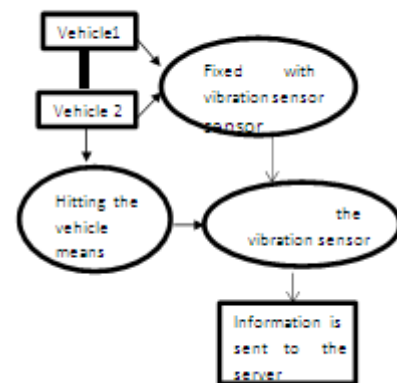 Vehicle1
Fixed with
vibration sensor
sensor
Vehicle 2
Hitting the
vehicle
means
the
vibration sensor
Information is
sent to the
server